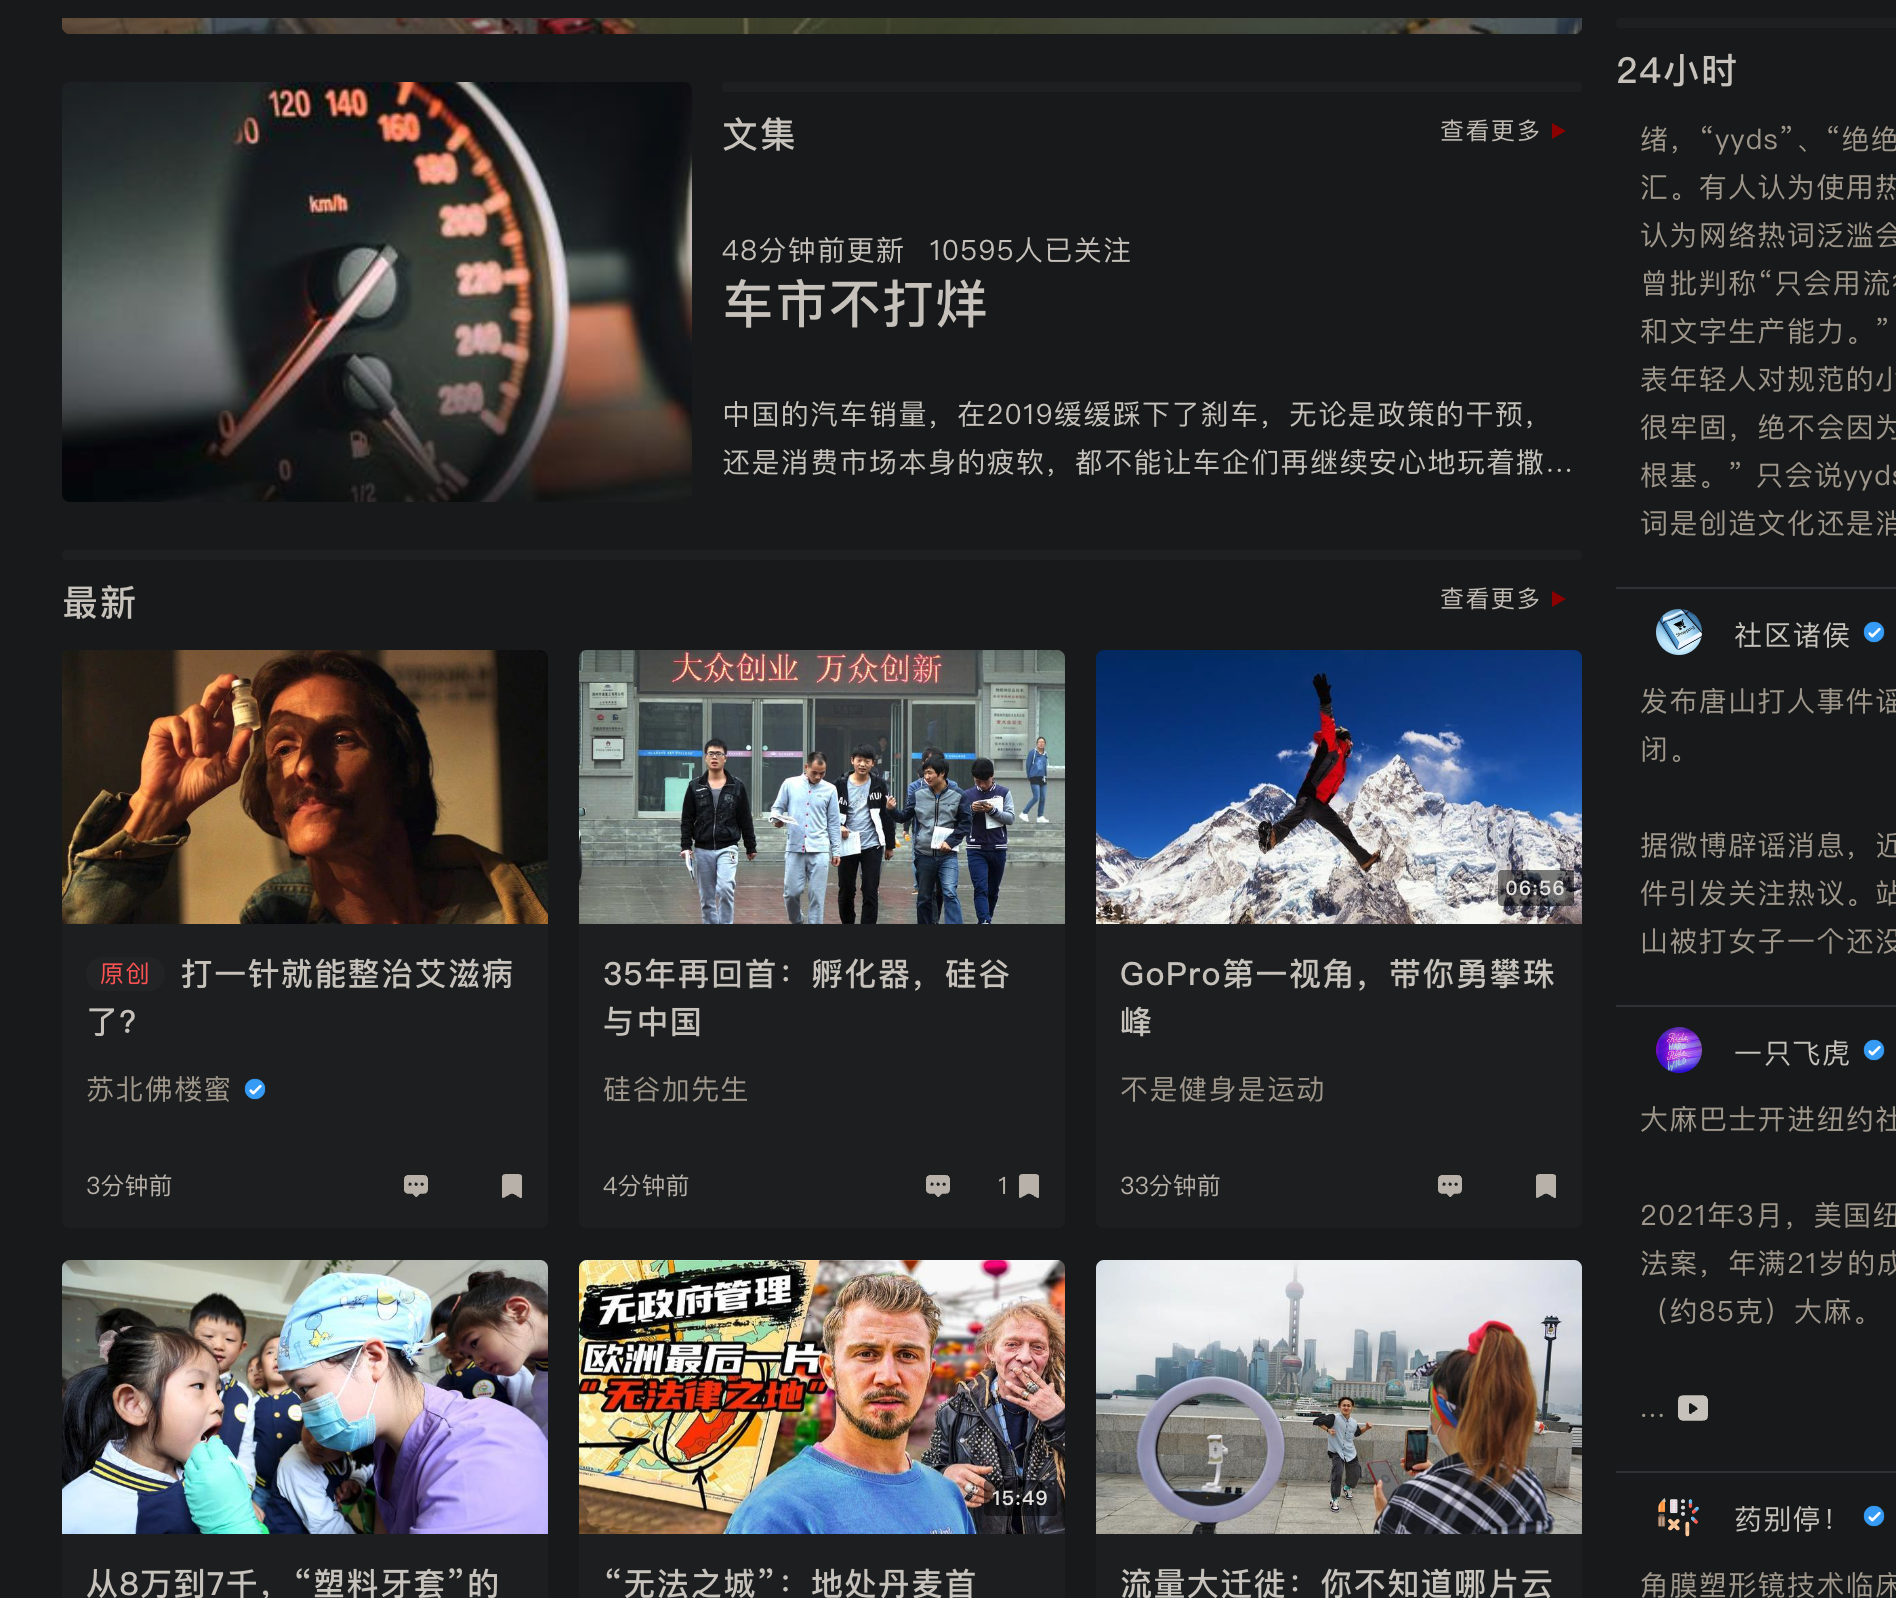 120 140
160
180
km/h
200
220
240
260
0
0
1/2
文集
查看更多
48分钟前更新 10595人已关注
车市不打烊
中国的汽车销量，在2019缓缓踩下了刹车，无论是政策的干预，
还是消费市场本身的疲软，都不能让车企们再继续安心地玩着撒...
最新
查看更多
原创 打一针就能整治艾滋病
了？
苏北佛楼蜜
3分钟前
大众创业 万众创新
35年再回首：孵化器，硅谷
与中国
硅谷加先生
4分钟前
1
06:56
GoPro第一视角，带你勇攀珠
峰
不是健身是运动
33分钟前
从8万到7千，“塑料牙套”的
无政府管理
欧洲最后一片
“无法律之地”
15:49
“无法之城”：地处丹麦首
流量大迁徙：你不知道哪片云
24小时
绪，“yyds”、“绝绝
汇。有人认为使用热
认为网络热词泛滥会
曾批判称“只会用流
和文字生产能力。”
表年轻人对规范的小
很牢固，绝不会因为
根基。”只会说yyds
词是创造文化还是消
社区诸侯
发布唐山打人事件谣
闭。
据微博辟谣消息，近
件引发关注热议。站
山被打女子一个还没
一只飞虎
大麻巴士开进纽约社
2021年3月，美国纽
法案，年满21岁的成
（约85克）大麻。
...
药别停！
角膜塑形镜技术临床